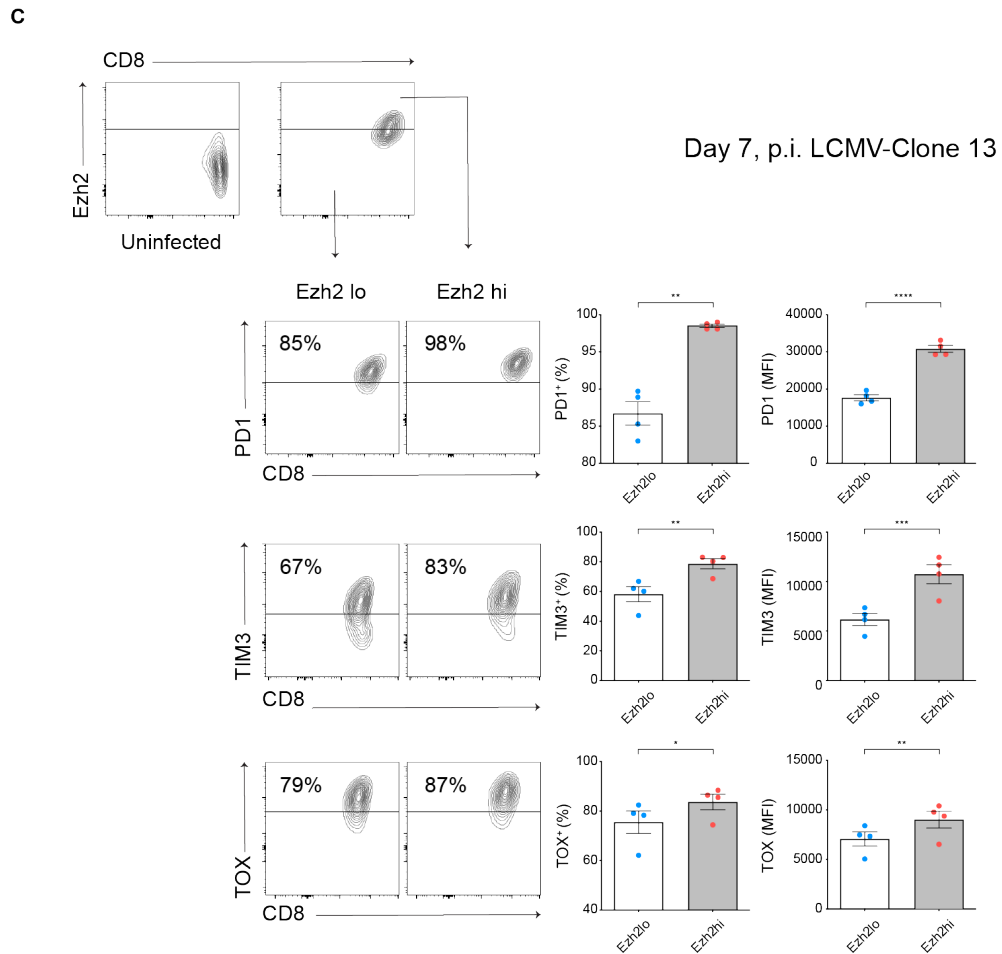 C
CD8
Ezh2
Uninfected
Day 7, p.i. LCMV-Clone 13
Ezh2 lo
Ezh2 hi
PD1
85%
98%
CD8
PD1⁺ (%)
100
95
90
85
80
**
Ezh2lo
Ezh2hi
PD1 (MFI)
40000
30000
20000
10000
0
****
Ezh2lo
Ezh2hi
TIM3
67%
83%
CD8
TIM3⁺ (%)
100
80
60
40
20
0
**
Ezh2lo
Ezh2hi
TIM3 (MFI)
15000
10000
5000
0
***
Ezh2lo
Ezh2hi
TOX
79%
87%
CD8
TOX⁺ (%)
100
80
60
40
*
Ezh2lo
Ezh2hi
TOX (MFI)
15000
10000
5000
0
**
Ezh2lo
Ezh2hi